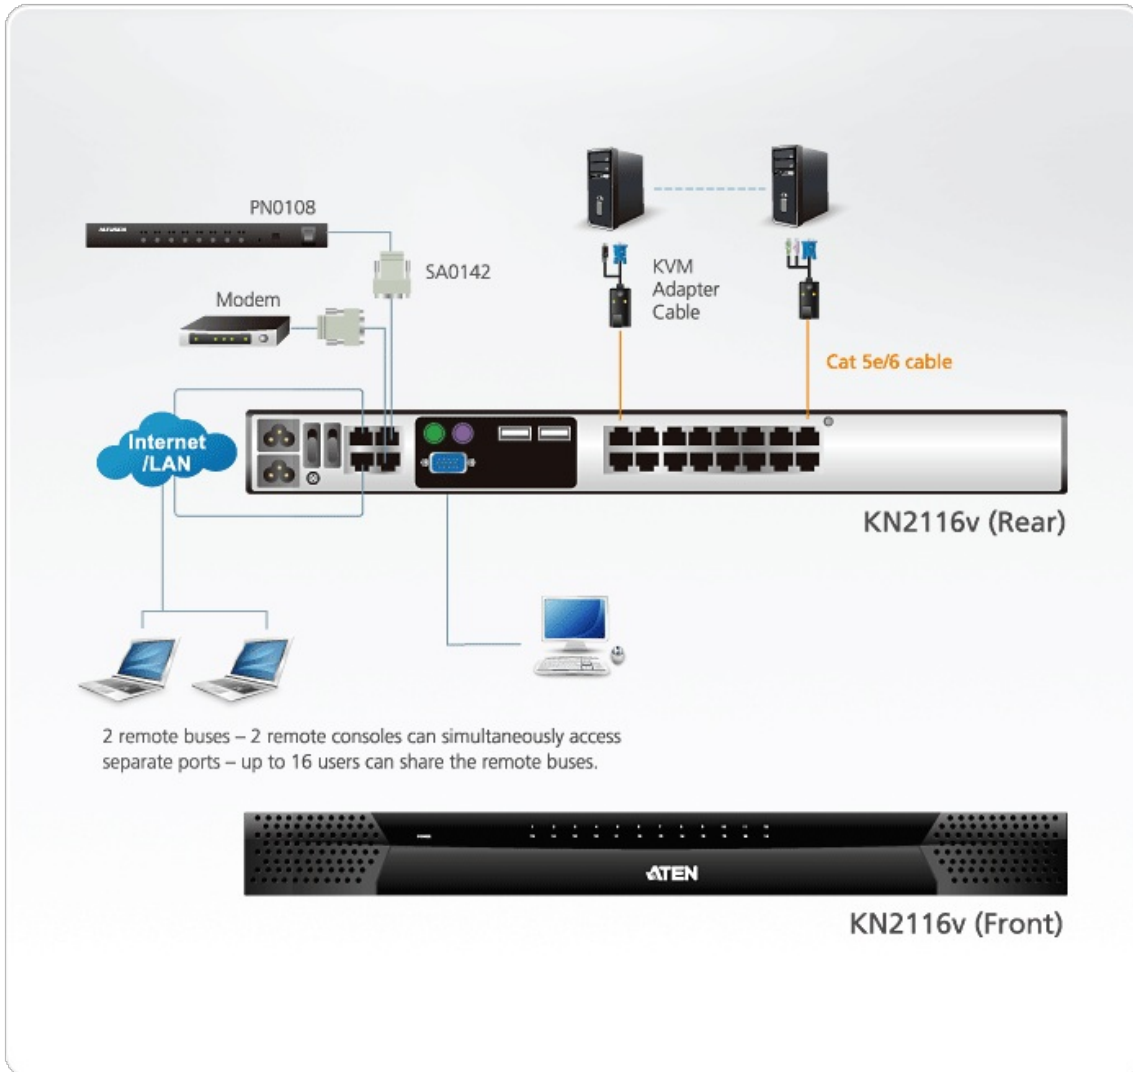 PN0108
ALTUSEN
SA0142
Modem
KVM
Adapter
Cable
Cat 5e/6 cable
Internet
/LAN
KN2116v (Rear)
2 remote buses – 2 remote consoles can simultaneously access
separate ports – up to 16 users can share the remote buses.
ATEN
KN2116v (Front)